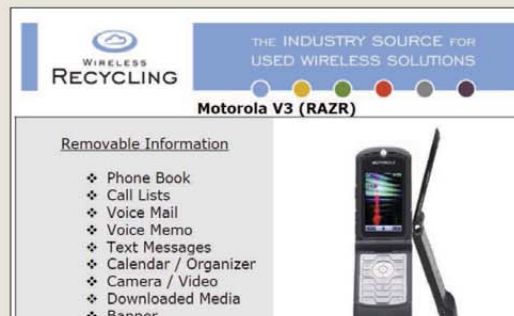 WIRELESS
RECYCLING
THE INDUSTRY SOURCE FOR
USED WIRELESS SOLUTIONS
Motorola V3 (RAZR)
Removable Information
❖ Phone Book
❖ Call Lists
❖ Voice Mail
❖ Voice Memo
❖ Text Messages
❖ Calendar / Organizer
❖ Camera / Video
❖ Downloaded Media
❖ Banner
MOTOROLA